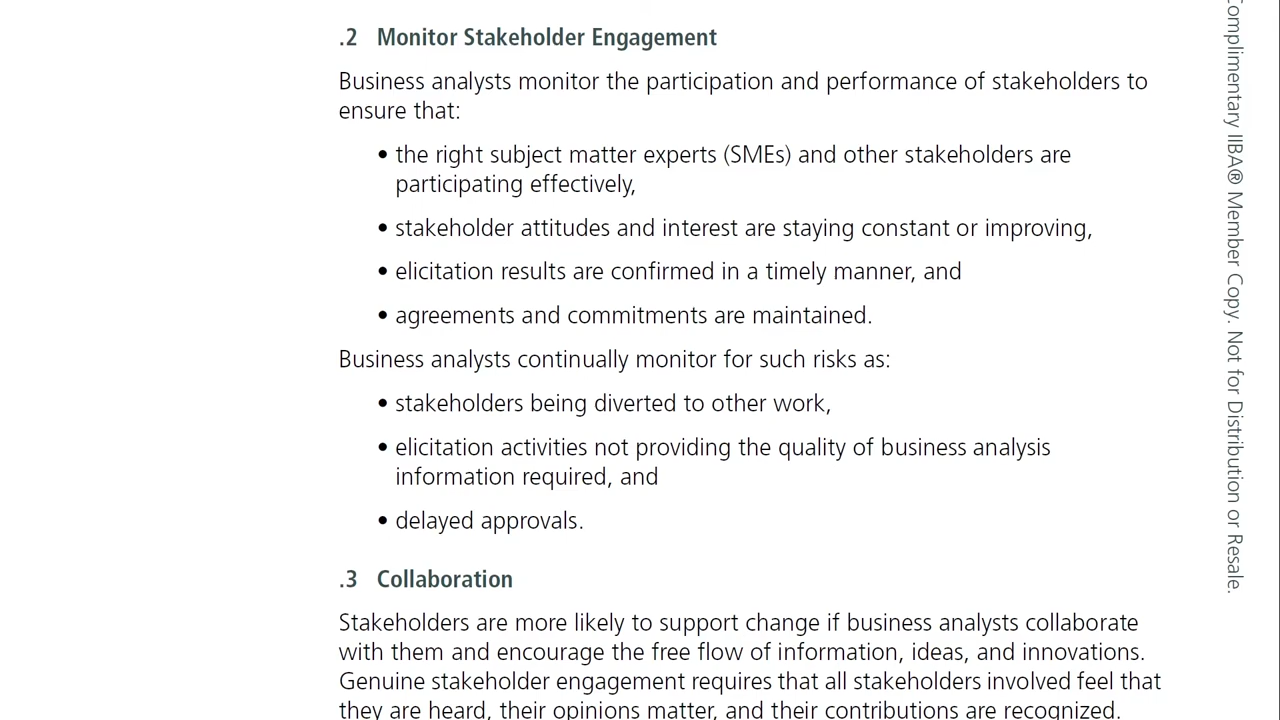 .2 Monitor Stakeholder Engagement
Business analysts monitor the participation and performance of stakeholders to
ensure that:
• the right subject matter experts (SMEs) and other stakeholders are
participating effectively,
• stakeholder attitudes and interest are staying constant or improving,
• elicitation results are confirmed in a timely manner, and
• agreements and commitments are maintained.
Business analysts continually monitor for such risks as:
• stakeholders being diverted to other work,
• elicitation activities not providing the quality of business analysis
information required, and
• delayed approvals.
.3 Collaboration
Stakeholders are more likely to support change if business analysts collaborate
with them and encourage the free flow of information, ideas, and innovations.
Genuine stakeholder engagement requires that all stakeholders involved feel that
they are heard, their opinions matter, and their contributions are recognized.
Complimentary IIBA® Member Copy. Not for Distribution or Resale.